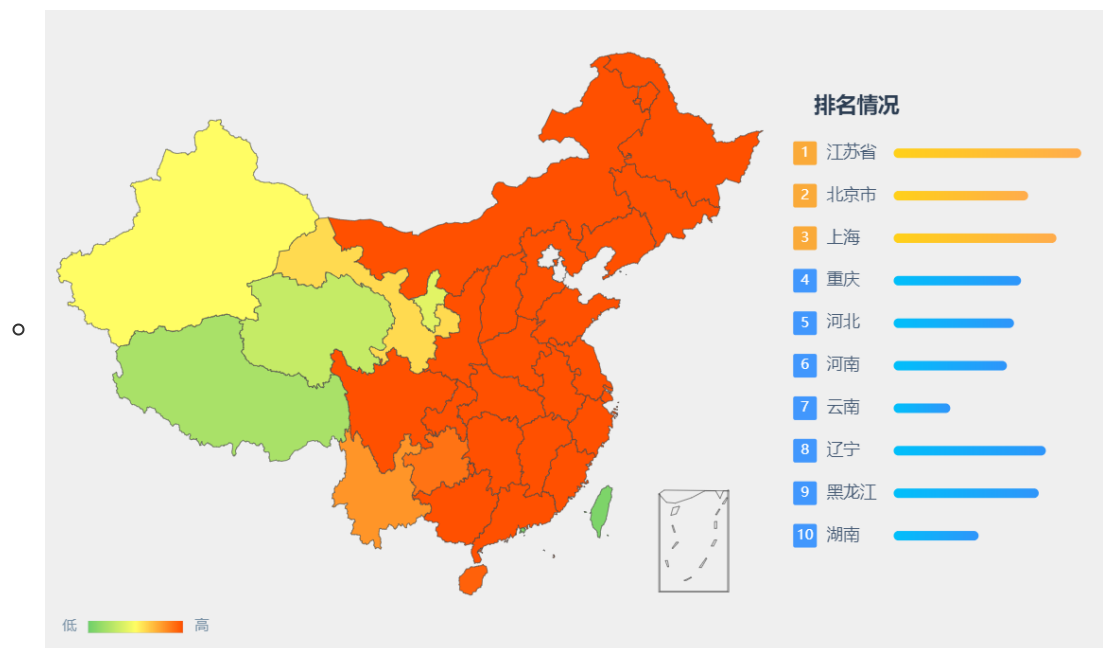 排名情况
1 江苏省
2 北京市
3 上海
4 重庆
5 河北
6 河南
7 云南
8 辽宁
9 黑龙江
10 湖南
低 高